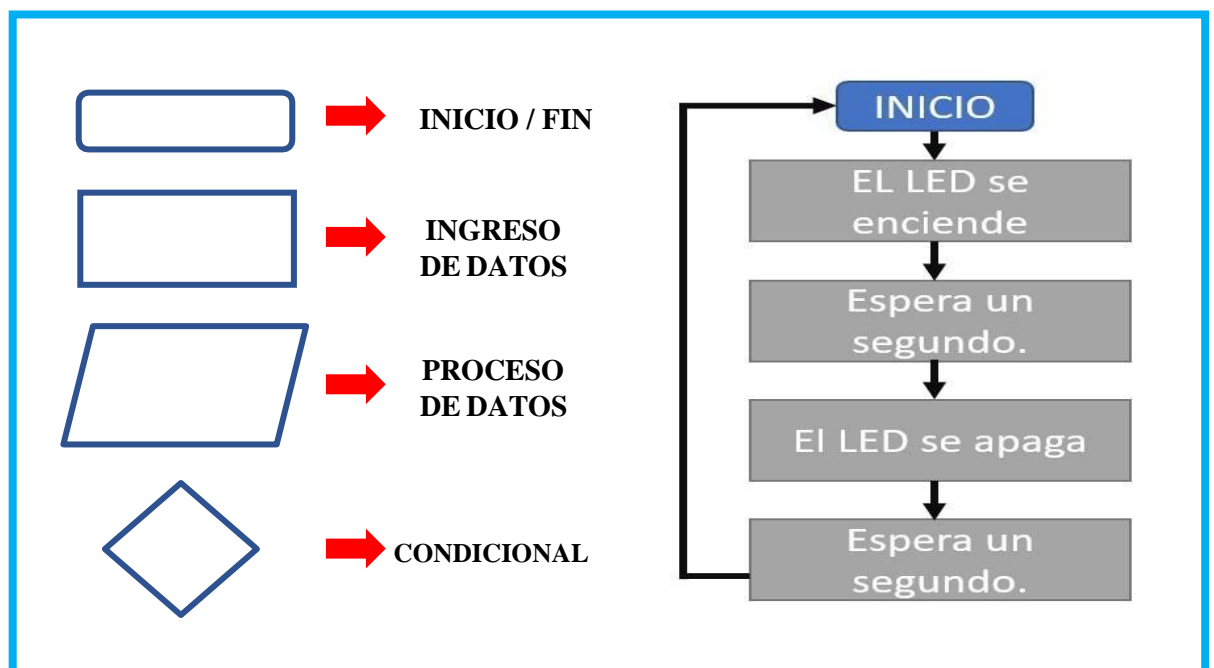 INICIO / FIN
INGRESO
DE DATOS
PROCESO
DE DATOS
CONDICIONAL
INICIO
EL LED se
enciende
Espera un
segundo.
El LED se apaga
Espera un
segundo.